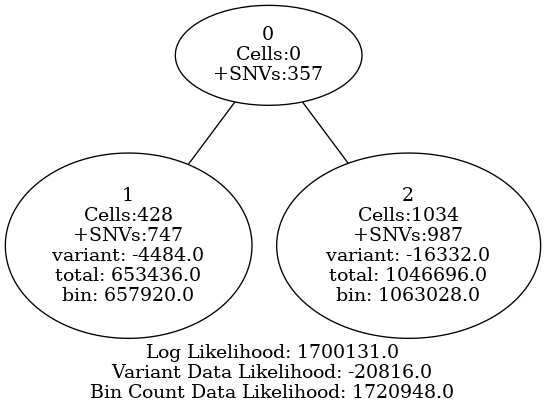 0
Cells:0
+SNVs:357
1
Cells:428
+SNVs:747
variant: -4484.0
total: 653436.0
bin: 657920.0
2
Cells:1034
+SNVs:987
variant: -16332.0
total: 1046696.0
bin: 1063028.0
Log Likelihood: 1700131.0
Variant Data Likelihood: -20816.0
Bin Count Data Likelihood: 1720948.0